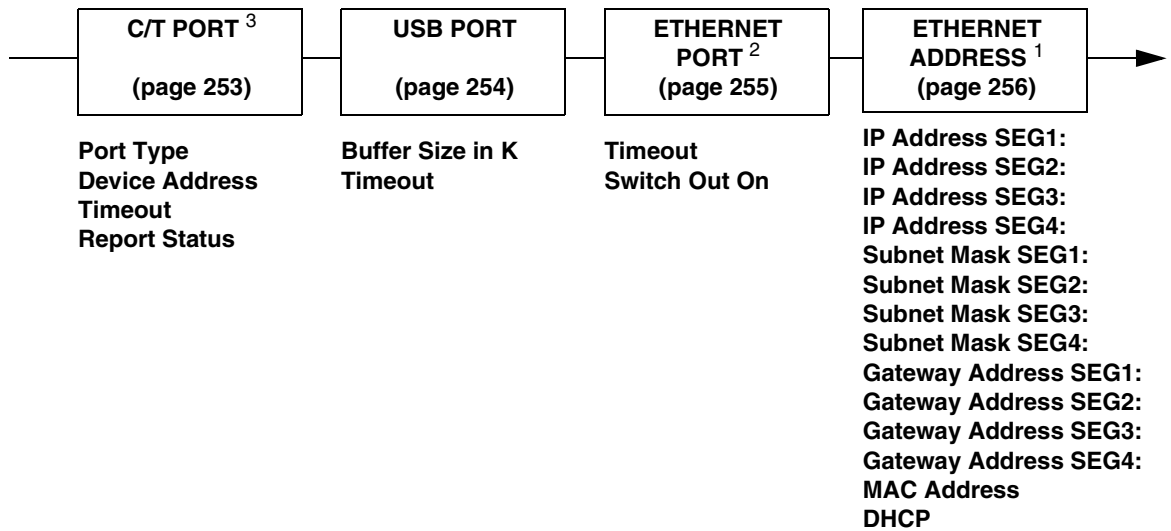 C/T PORT 3
(page 253)
Port Type
Device Address
Timeout
Report Status
USB PORT
(page 254)
Buffer Size in K
Timeout
ETHERNET
PORT 2
(page 255)
Timeout
Switch Out On
ETHERNET
ADDRESS 1
(page 256)
IP Address SEG1:
IP Address SEG2:
IP Address SEG3:
IP Address SEG4:
Subnet Mask SEG1:
Subnet Mask SEG2:
Subnet Mask SEG3:
Subnet Mask SEG4:
Gateway Address SEG1:
Gateway Address SEG2:
Gateway Address SEG3:
Gateway Address SEG4:
MAC Address
DHCP